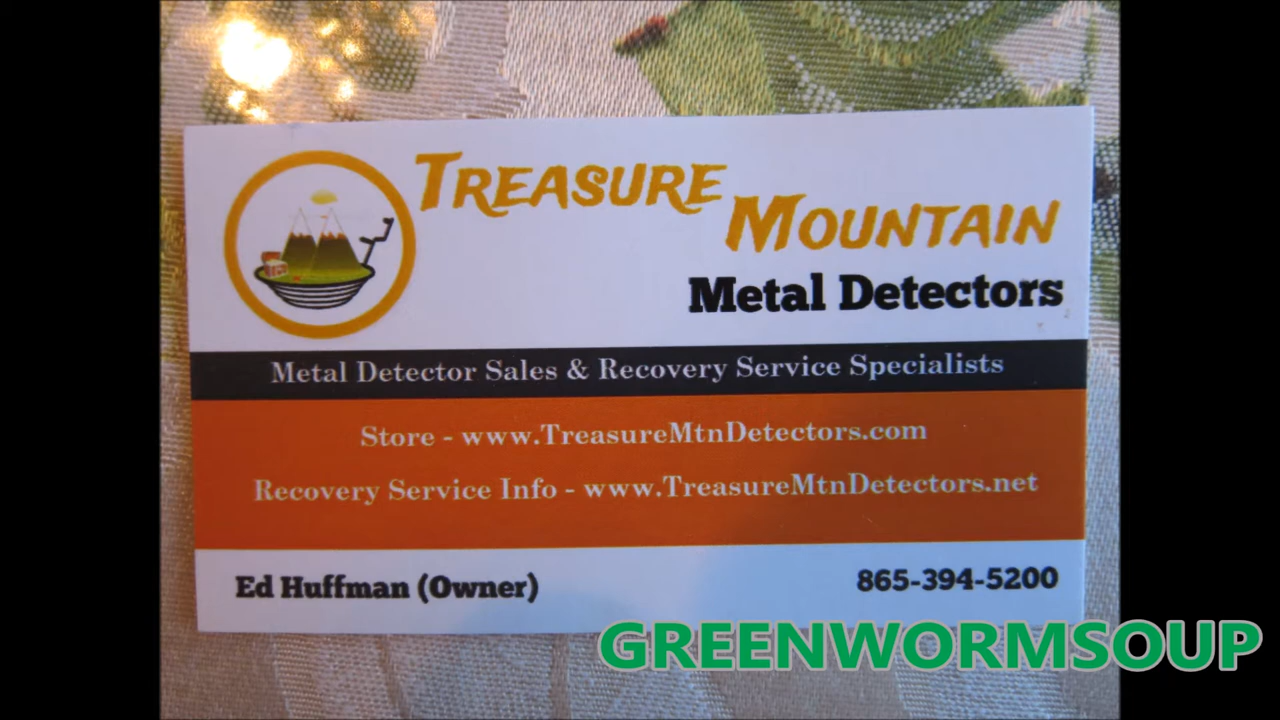 TREASURE
MOUNTAIN
Metal Detectors
Metal Detector Sales & Recovery Service Specialists
Store - www.TreasureMtnDetectors.com
Recovery Service Info - www.TreasureMtnDetectors.net
Ed Huffman (Owner)
865-394-5200
GREENWORMSOUP